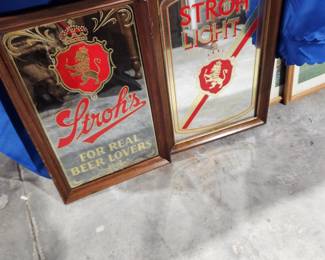 Stroh's
FOR REAL
BEER LOVERS
STROH
LIGHT